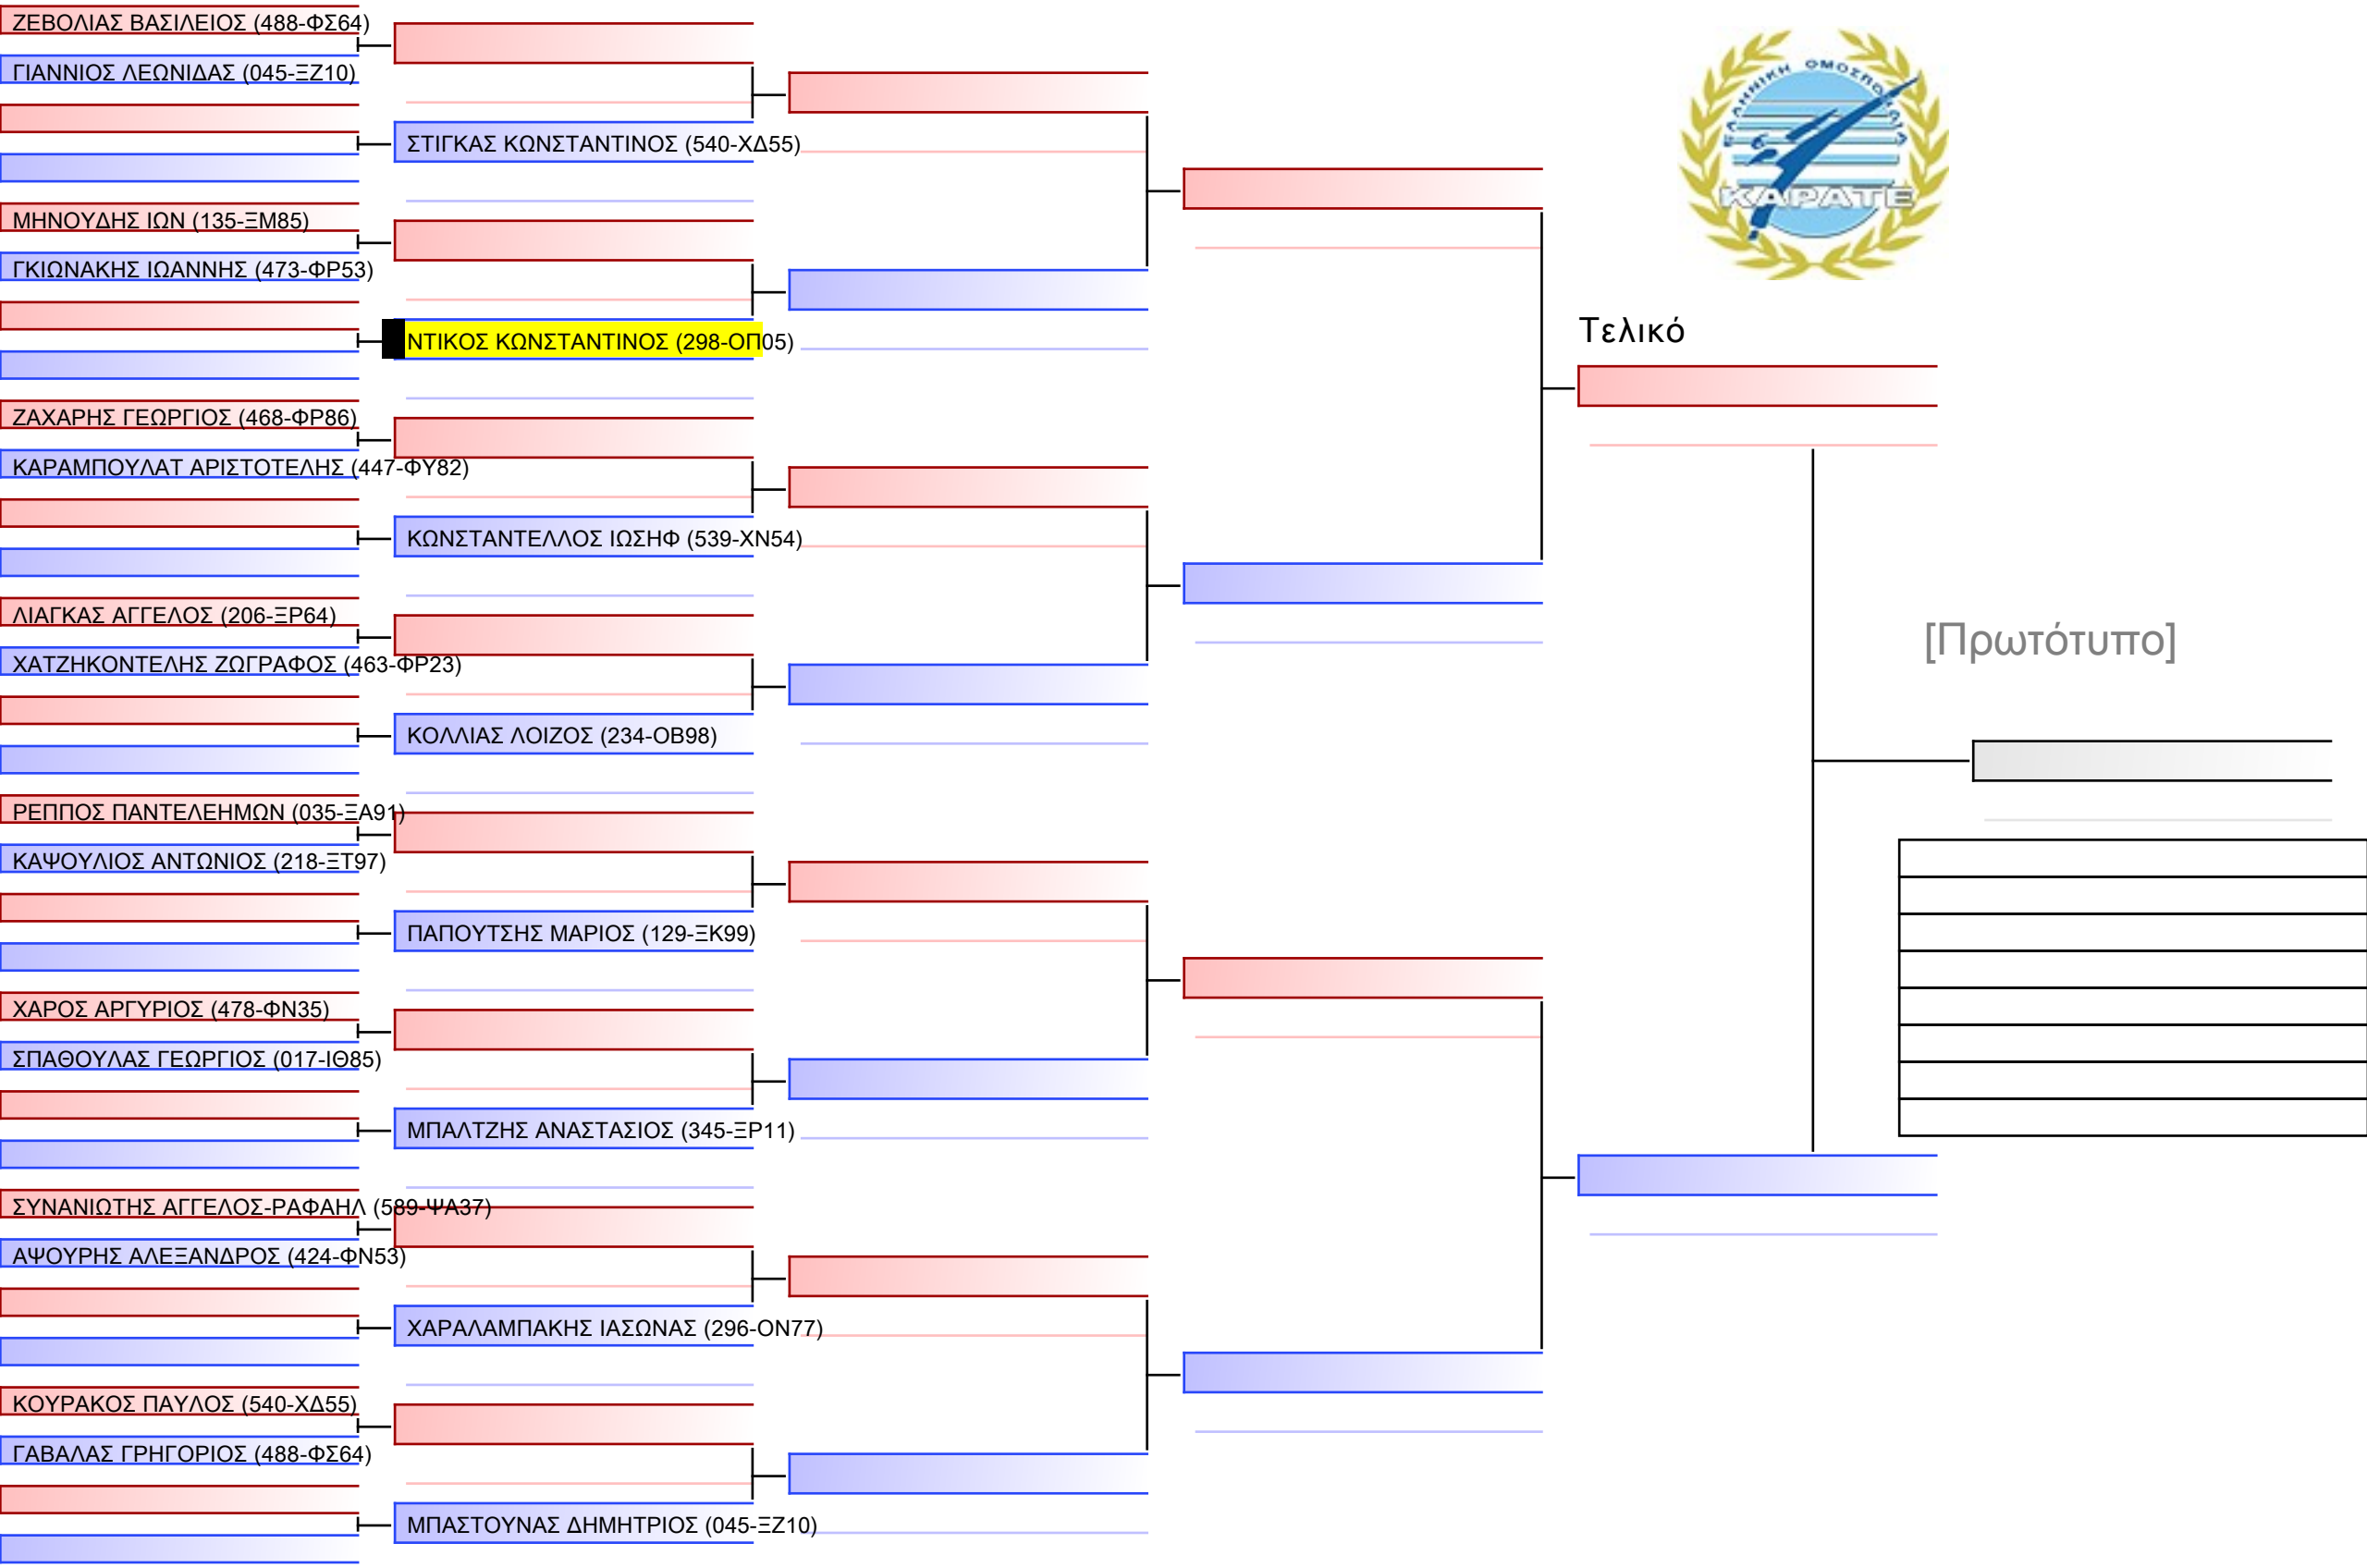 ΖΕΒΟΛΙΑΣ ΒΑΣΙΛΕΙΟΣ (488-ΦΣ64)
ΓΙΑΝΝΙΟΣ ΛΕΩΝΙΔΑΣ (045-ΞΖ10)
ΣΤΙΓΚΑΣ ΚΩΝΣΤΑΝΤΙΝΟΣ (540-ΧΔ55)
ΜΗΝΟΥΔΗΣ ΙΩΝ (135-ΞΜ85)
ΓΚΙΩΝΑΚΗΣ ΙΩΑΝΝΗΣ (473-ΦΡ53)
ΝΤΙΚΟΣ ΚΩΝΣΤΑΝΤΙΝΟΣ (298-ΟΠ05)
ΖΑΧΑΡΗΣ ΓΕΩΡΓΙΟΣ (468-ΦΡ86)
ΚΑΡΑΜΠΟΥΛΑΤ ΑΡΙΣΤΟΤΕΛΗΣ (447-ΦΥ82)
ΚΩΝΣΤΑΝΤΕΛΛΟΣ ΙΩΣΗΦ (539-ΧΝ54)
ΛΙΑΓΚΑΣ ΑΓΓΕΛΟΣ (206-ΞΡ64)
ΧΑΤΖΗΚΟΝΤΕΛΗΣ ΖΩΓΡΑΦΟΣ (463-ΦΡ23)
ΚΟΛΛΙΑΣ ΛΟΙΖΟΣ (234-ΟΒ98)
ΡΕΠΠΟΣ ΠΑΝΤΕΛΕΗΜΩΝ (035-ΞΑ91)
ΚΑΨΟΥΛΙΟΣ ΑΝΤΩΝΙΟΣ (218-ΞΤ97)
ΠΑΠΟΥΤΣΗΣ ΜΑΡΙΟΣ (129-ΞΚ99)
ΧΑΡΟΣ ΑΡΓΥΡΙΟΣ (478-ΦΝ35)
ΣΠΑΘΟΥΛΑΣ ΓΕΩΡΓΙΟΣ (017-ΙΘ85)
ΜΠΑΛΤΖΗΣ ΑΝΑΣΤΑΣΙΟΣ (345-ΞΡ11)
ΣΥΝΑΝΙΩΤΗΣ ΑΓΓΕΛΟΣ-ΡΑΦΑΗΛ (589-ΨΑ37)
ΑΨΟΥΡΗΣ ΑΛΕΞΑΝΔΡΟΣ (424-ΦΝ53)
ΧΑΡΑΛΑΜΠΑΚΗΣ ΙΑΣΩΝΑΣ (296-ΟΝ77)
ΚΟΥΡΑΚΟΣ ΠΑΥΛΟΣ (540-ΧΔ55)
ΓΑΒΑΛΑΣ ΓΡΗΓΟΡΙΟΣ (488-ΦΣ64)
ΜΠΑΣΤΟΥΝΑΣ ΔΗΜΗΤΡΙΟΣ (045-ΞΖ10)
ΕΛΛΗΝΙΚΗ ΟΜΟΣΠΟΝΔΙΑ
ΚΑΡΑΤΕ
Τελικό
[Πρωτότυπο]